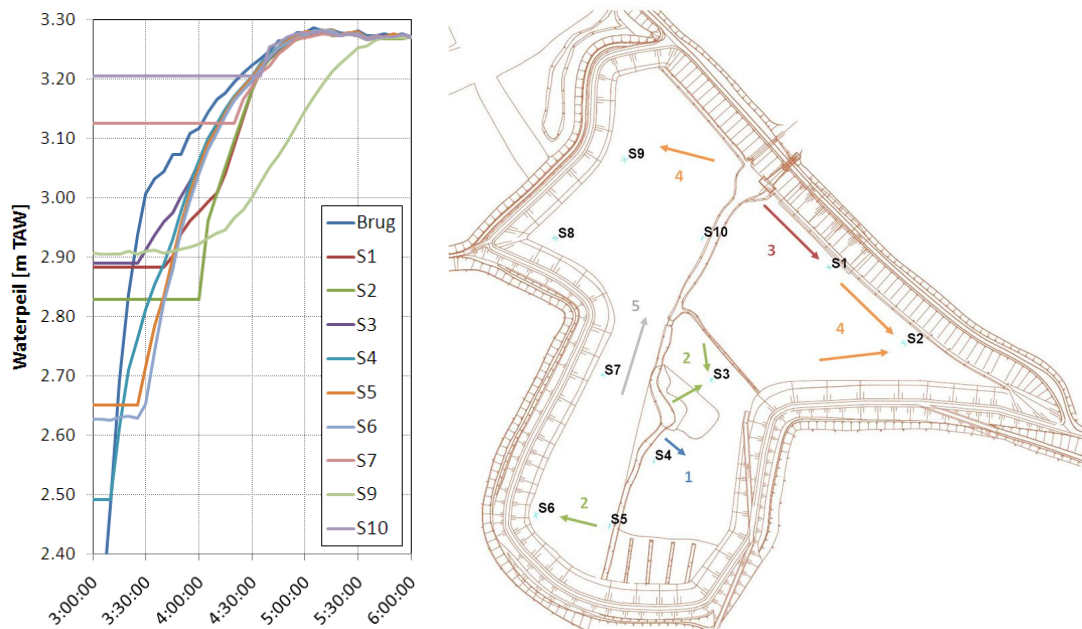 Waterpeil [m TAW]
3.30
3.20
3.10
3.00
2.90
2.80
2.70
2.60
2.50
2.40
3:00:00
3:30:00
4:00:00
4:30:00
5:00:00
5:30:00
6:00:00
Brug
S1
S2
S3
S4
S5
S6
S7
S9
S10
S9
4
S8
S10
3
S1
5
4
S2
4
2
S7
S3
2
S4
1
S6
2
S5